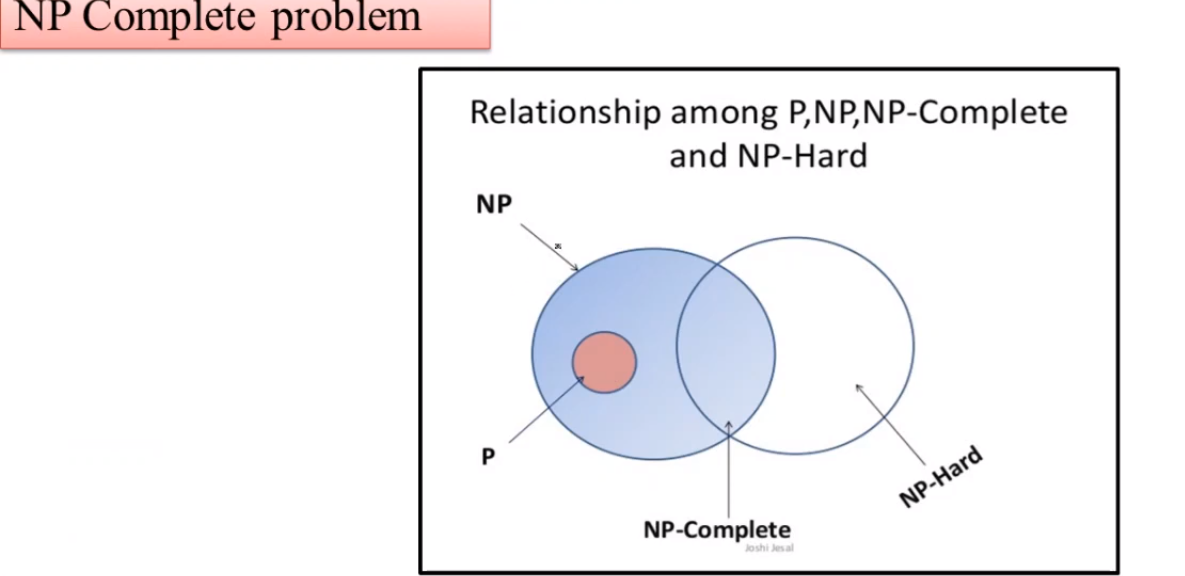 NP Complete problem
Relationship among P,NP,NP-Complete
and NP-Hard
NP
P
NP-Hard
NP-Complete
Joshi Jesal